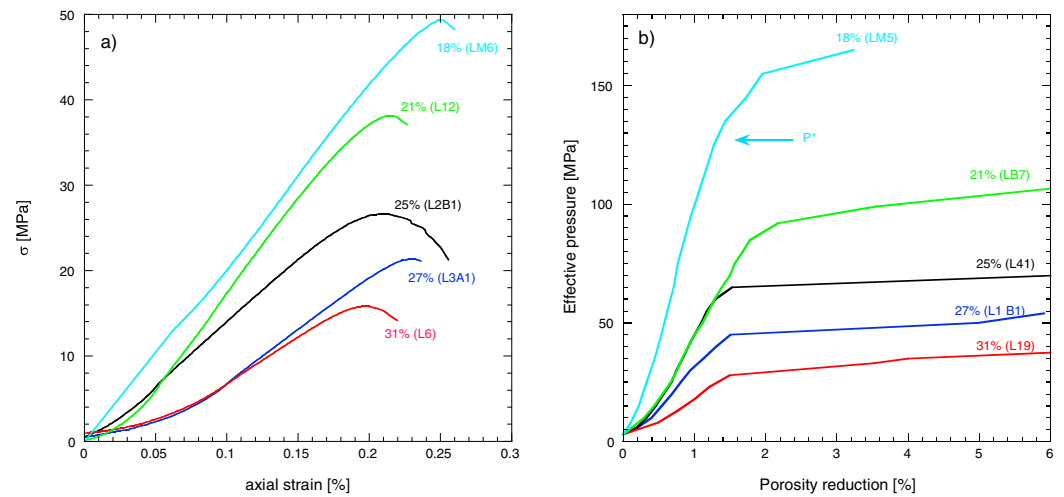 a)
50
40
30
20
10
0
σ [MPa]
18% (LM6)
21% (L12)
25% (L2B1)
27% (L3A1)
31% (L6)
0 0.05 0.1 0.15 0.2 0.25 0.3
axial strain [%]
b)
150
100
50
0
Effective pressure [MPa]
18% (LM5)
P*
21% (LB7)
25% (L41)
27% (L1 B1)
31% (L19)
0 1 2 3 4 5 6
Porosity reduction [%]